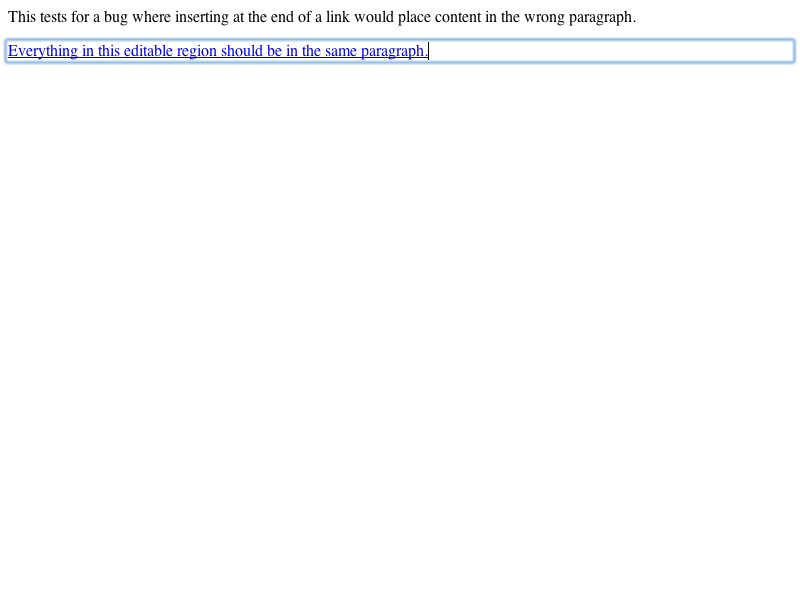 This tests for a bug where inserting at the end of a link would place content in the wrong paragraph.
Everything in this editable region should be in the same paragraph.